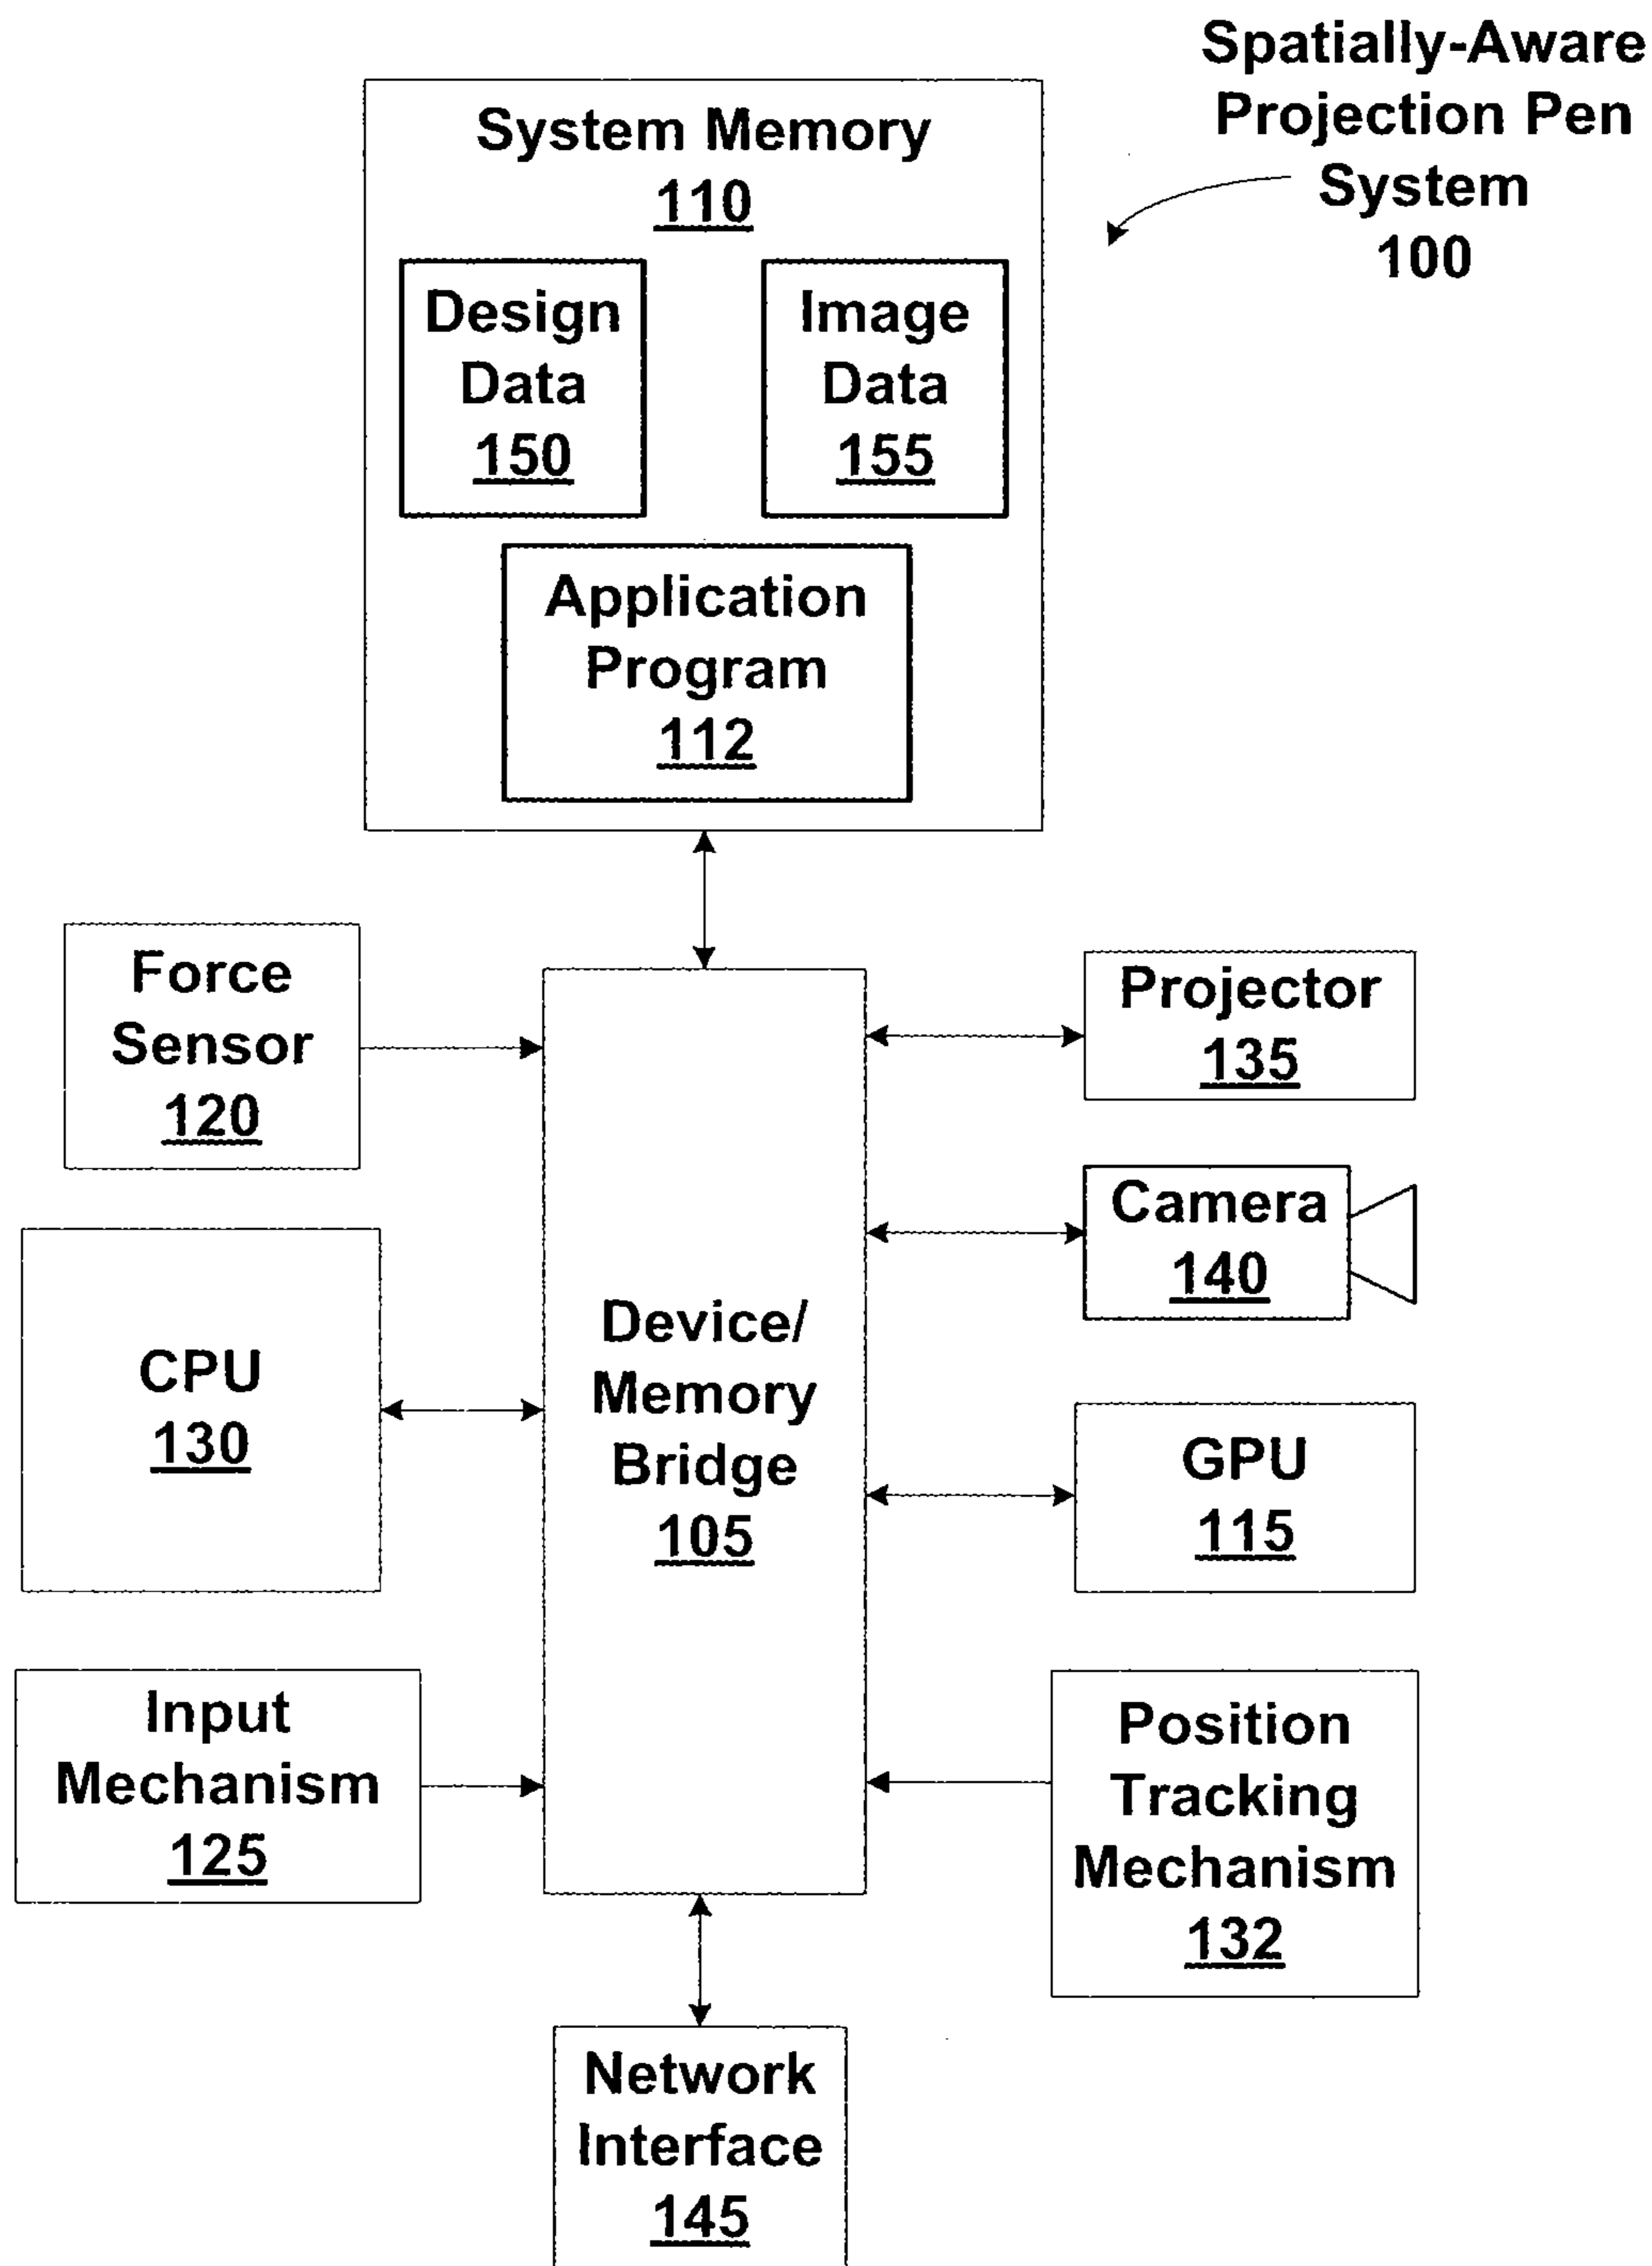 Spatially-Aware
Projection Pen
System
100
System Memory
110
Design
Data
150
Image
Data
155
Application
Program
112
Force
Sensor
120
Projector
135
Camera
140
CPU
130
Device/
Memory
Bridge
105
GPU
115
Input
Mechanism
125
Position
Tracking
Mechanism
132
Network
Interface
145